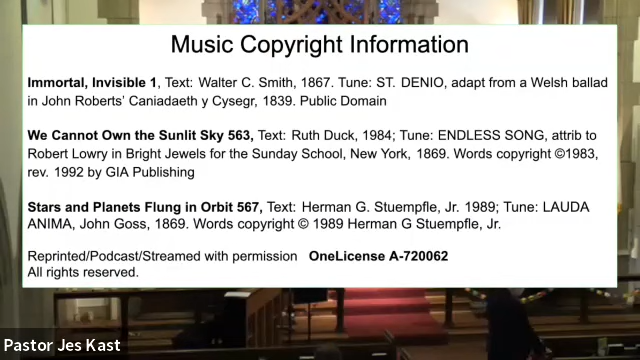 Music Copyright Information
Immortal, Invisible 1, Text: Walter C. Smith, 1867. Tune: ST. DENIO, adapt from a Welsh ballad
in John Roberts' Caniadaeth y Cysegr, 1839. Public Domain
We Cannot Own the Sunlit Sky 563, Text: Ruth Duck, 1984; Tune: ENDLESS SONG, attrib to
Robert Lowry in Bright Jewels for the Sunday School, New York, 1869. Words copyright ©1983,
rev. 1992 by GIA Publishing
Stars and Planets Flung in Orbit 567, Text: Herman G. Stuempfle, Jr. 1989; Tune: LAUDA
ANIMA, John Goss, 1869. Words copyright © 1989 Herman G Stuempfle, Jr.
Reprinted/Podcast/Streamed with permission OneLicense A-720062
All rights reserved.
Pastor Jes Kast